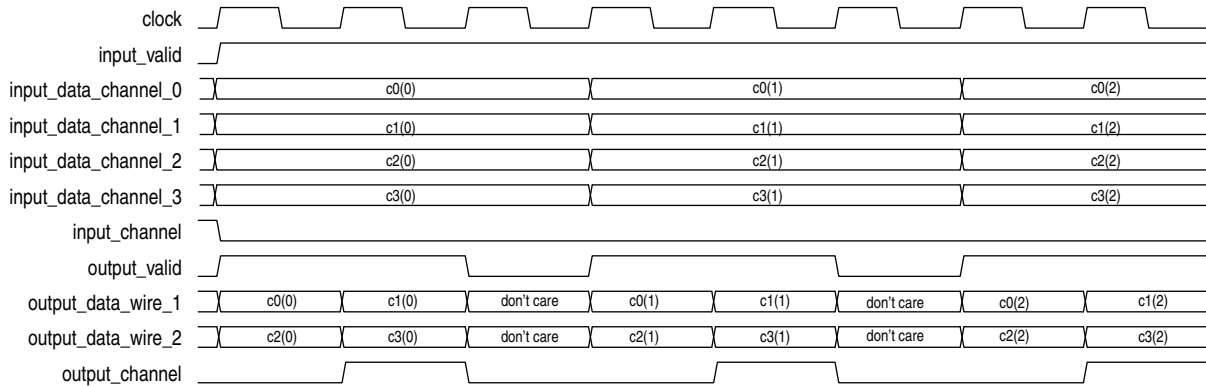 clock
input_valid
input_data_channel_0 c0(0) c0(1) c0(2)
input_data_channel_1 c1(0) c1(1) c1(2)
input_data_channel_2 c2(0) c2(1) c2(2)
input_data_channel_3 c3(0) c3(1) c3(2)
input_channel
output_valid
output_data_wire_1 c0(0) c1(0) don't care c0(1) c1(1) don't care c0(2) c1(2)
output_data_wire_2 c2(0) c3(0) don't care c2(1) c3(1) don't care c2(2) c3(2)
output_channel